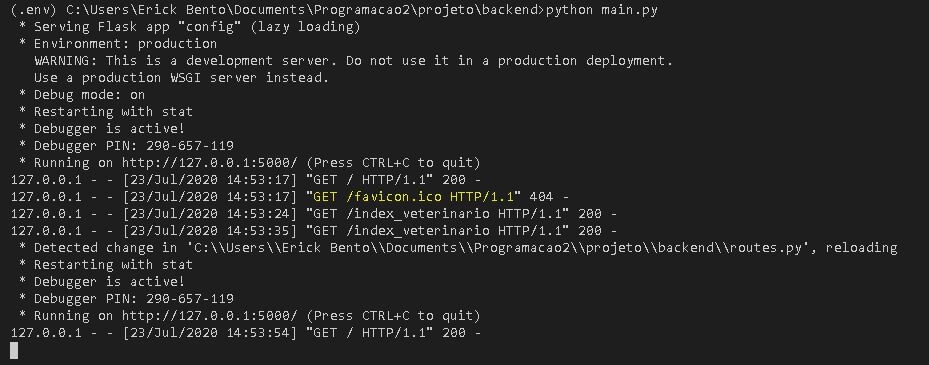 (.env) C:\Users\Erick Bento\Documents\Programacao2\projeto\backend>python main.py
 * Serving Flask app "config" (lazy loading)
 * Environment: production
   WARNING: This is a development server. Do not use it in a production deployment.
   Use a production WSGI server instead.
 * Debug mode: on
 * Restarting with stat
 * Debugger is active!
 * Debugger PIN: 290-657-119
 * Running on http://127.0.0.1:5000/ (Press CTRL+C to quit)
127.0.0.1 - - [23/Jul/2020 14:53:17] "GET / HTTP/1.1" 200 -
127.0.0.1 - - [23/Jul/2020 14:53:17] "GET /favicon.ico HTTP/1.1" 404 -
127.0.0.1 - - [23/Jul/2020 14:53:24] "GET /index_veterinario HTTP/1.1" 200 -
127.0.0.1 - - [23/Jul/2020 14:53:35] "GET /index_veterinario HTTP/1.1" 200 -
 * Detected change in 'C:\\Users\\Erick Bento\\Documents\\Programacao2\\projeto\\backend\\routes.py', reloading
 * Restarting with stat
 * Debugger is active!
 * Debugger PIN: 290-657-119
 * Running on http://127.0.0.1:5000/ (Press CTRL+C to quit)
127.0.0.1 - - [23/Jul/2020 14:53:54] "GET / HTTP/1.1" 200 -